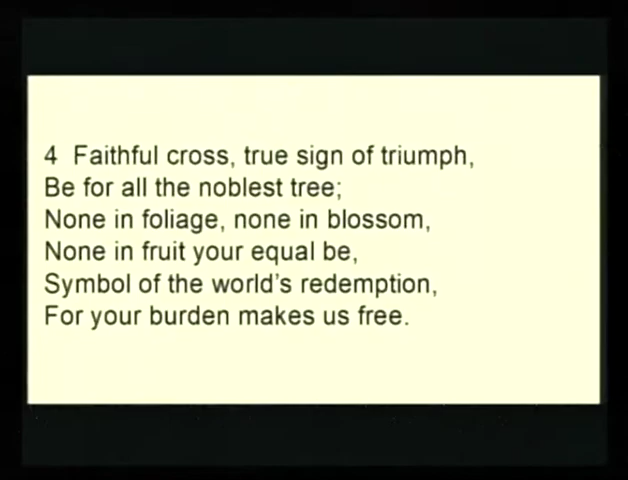 4 Faithful cross, true sign of triumph,
Be for all the noblest tree;
None in foliage, none in blossom,
None in fruit your equal be,
Symbol of the world's redemption,
For your burden makes us free.